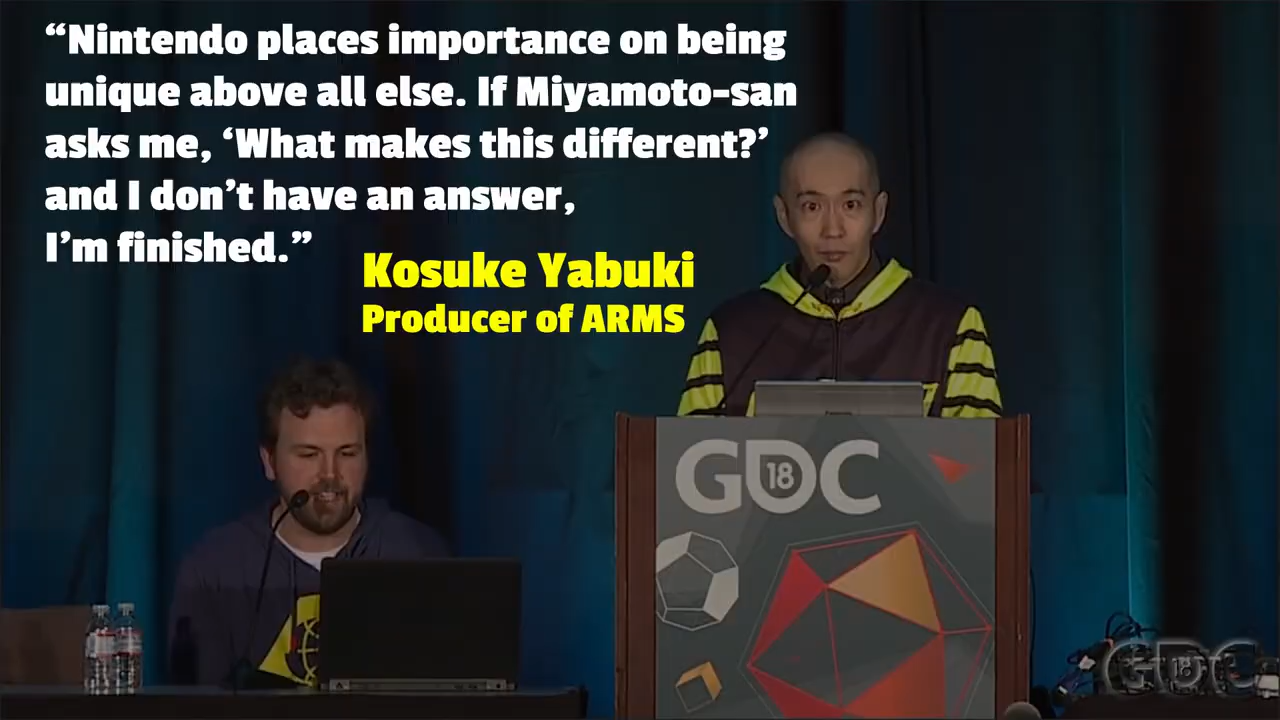 “Nintendo places importance on being
unique above all else. If Miyamoto-san
asks me, ‘What makes this different?’
and I don’t have an answer,
I’m finished.”
Kosuke Yabuki
Producer of ARMS
GDC
18
GDC
18